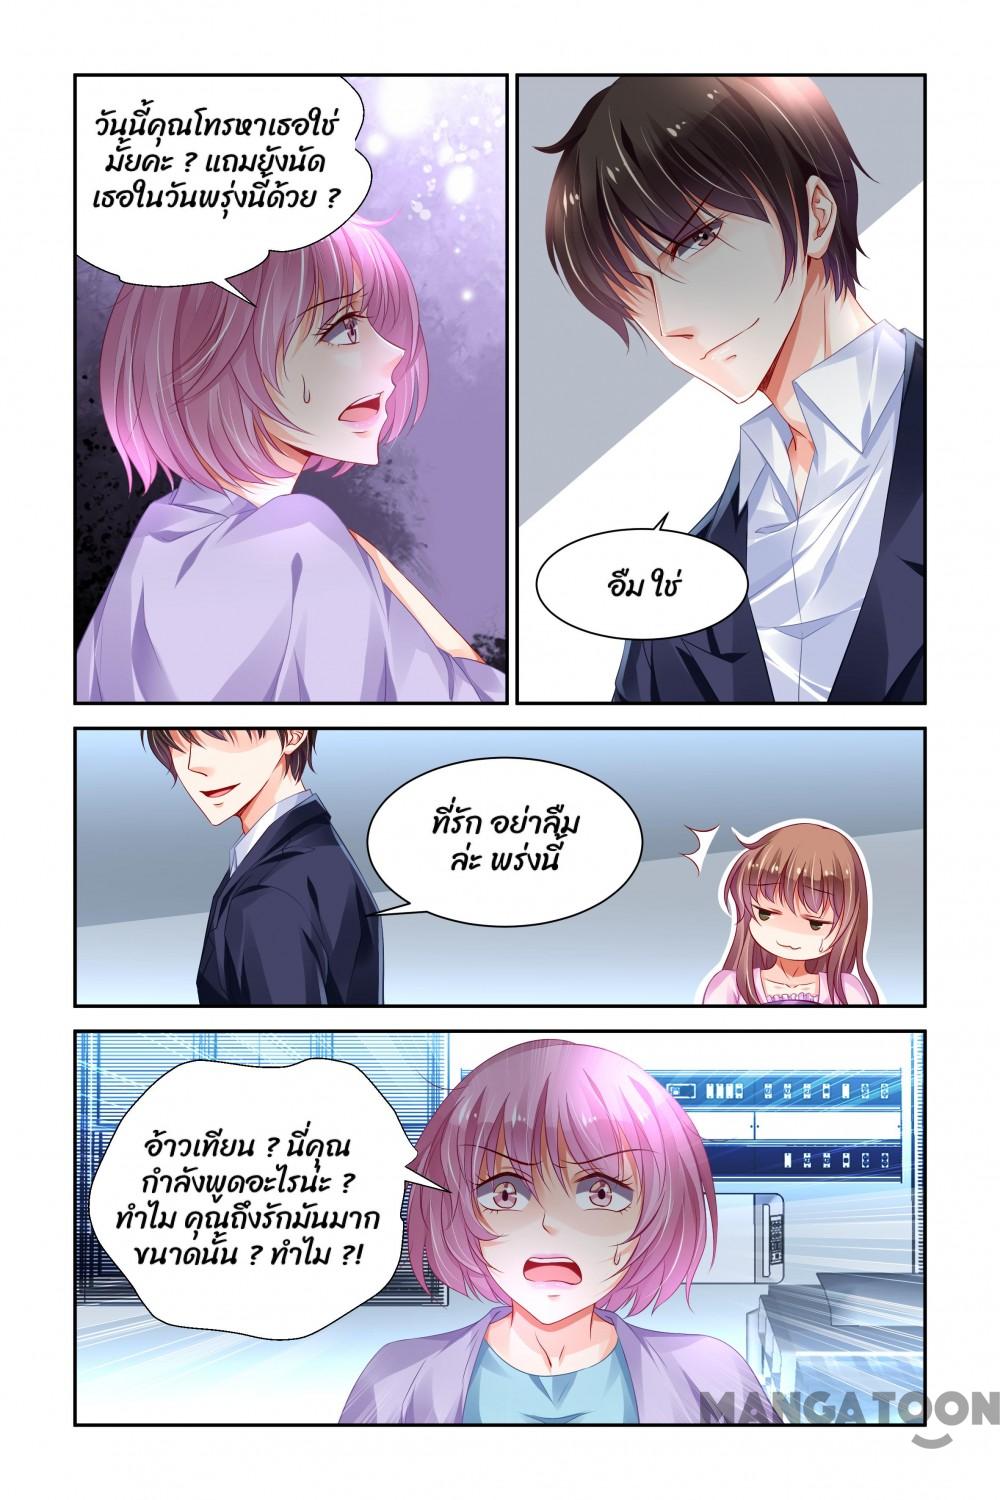 วันนี้คุณโทรหาเธอใช่
มั้ยคะ ? แถมยังนัด
เธอในวันพรุ่งนี้ด้วย ?
อืม ใช่
ที่รัก อย่าลืม
ล่ะ พรุ่งนี้
อ้าวเทียน ? นี่คุณ
กำลังพูดอะไรน่ะ ?
ทำไม คุณถึงรักมันมาก
ขนาดนั้น ? ทำไม ?!
MANGATOON